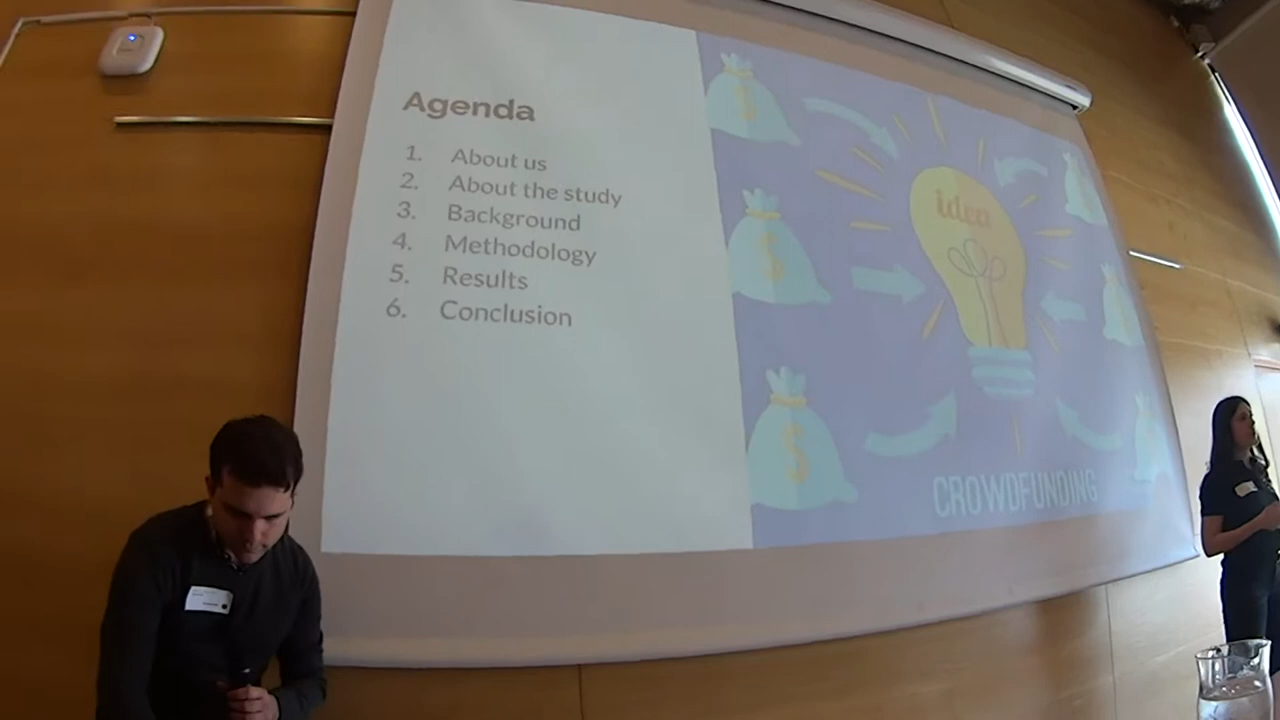 Agenda
1. About us
2. About the study
3. Background
4. Methodology
5. Results
6. Conclusion
idea
$
$
$
CROWDFUNDING